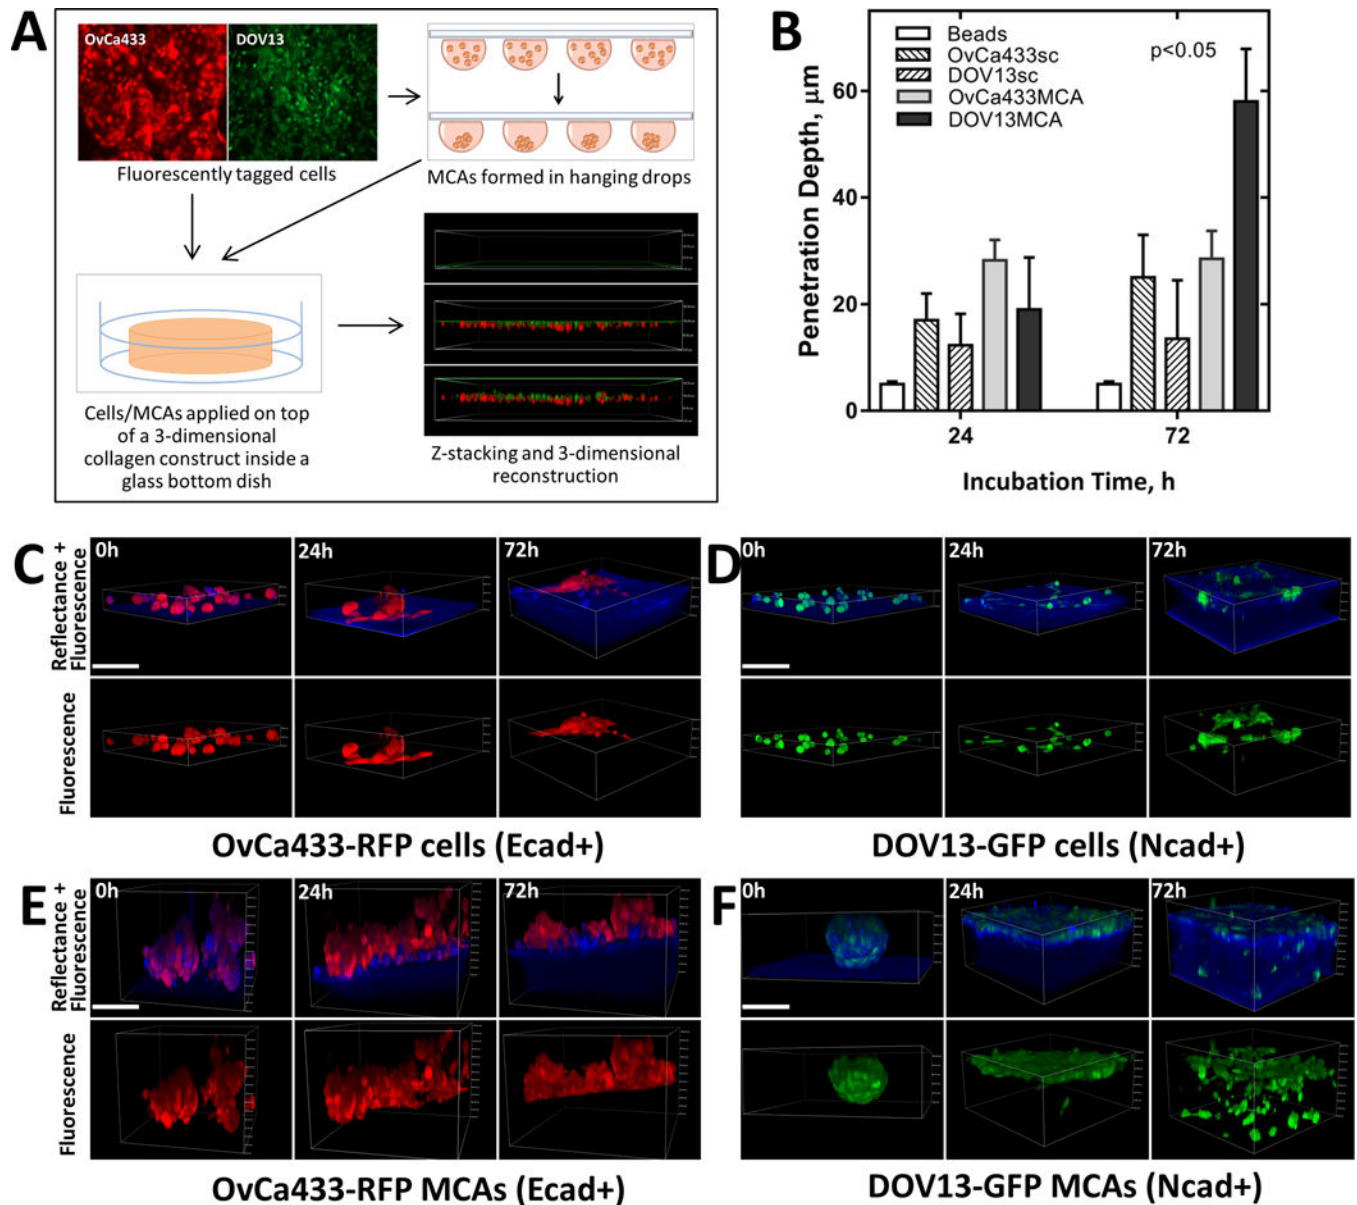 A
OvCa433
DOV13
Fluorescently tagged cells
MCAs formed in hanging drops
Cells/MCAs applied on top
of a 3-dimensional
collagen construct inside a
glass bottom dish
Z-stacking and 3-dimensional
reconstruction
B
Beads
OvCa433sc
DOV13sc
OvCa433MCA
DOV13MCA
p<0.05
Penetration Depth, μm
60
40
20
0
24
72
Incubation Time, h
C
Reflectance +
Fluorescence
0h
24h
72h
Fluorescence
OvCa433-RFP cells (Ecad+)
D
0h
24h
72h
DOV13-GFP cells (Ncad+)
E
Reflectance +
Fluorescence
0h
24h
72h
Fluorescence
OvCa433-RFP MCAs (Ecad+)
F
0h
24h
72h
DOV13-GFP MCAs (Ncad+)